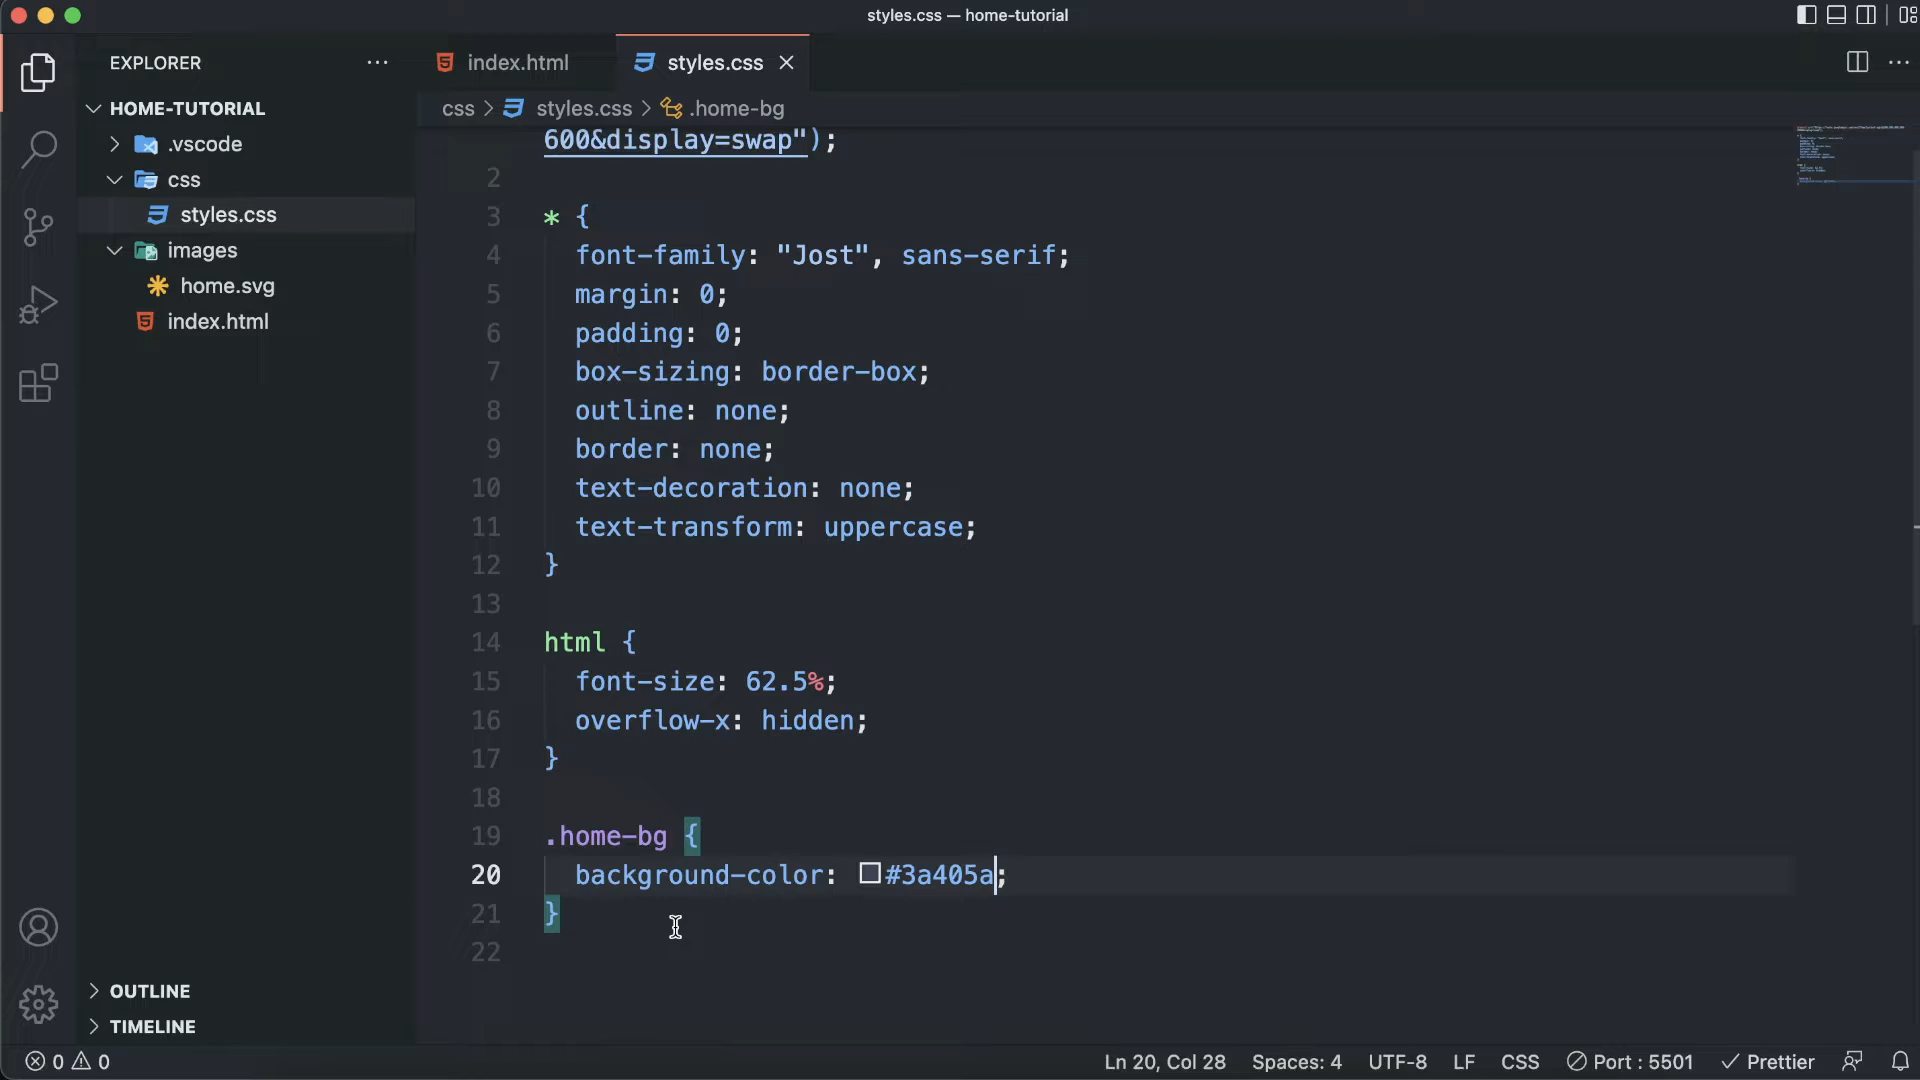 styles.css — home-tutorial
EXPLORER
HOME-TUTORIAL
.vscode
css
styles.css
images
home.svg
index.html
OUTLINE
TIMELINE
index.html
styles.css
css > styles.css > .home-bg
600&display=swap");
2
3 * {
4 font-family: "Jost", sans-serif;
5 margin: 0;
6 padding: 0;
7 box-sizing: border-box;
8 outline: none;
9 border: none;
10 text-decoration: none;
11 text-transform: uppercase;
12 }
13
14 html {
15 font-size: 62.5%;
16 overflow-x: hidden;
17 }
18
19 .home-bg {
20 background-color: #3a405a;
21 }
22
0 0
Ln 20, Col 28
Spaces: 4
UTF-8
LF
CSS
Port : 5501
Prettier